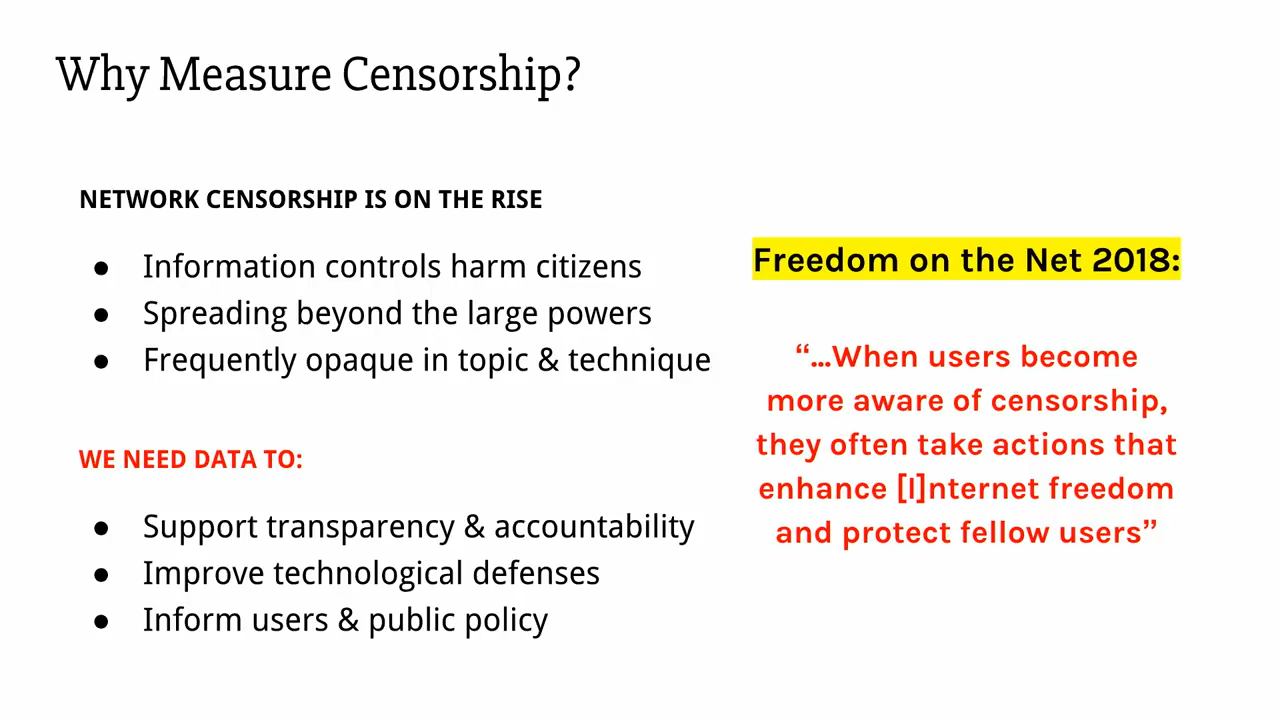 Why Measure Censorship?
NETWORK CENSORSHIP IS ON THE RISE
● Information controls harm citizens
● Spreading beyond the large powers
● Frequently opaque in topic & technique
WE NEED DATA TO:
● Support transparency & accountability
● Improve technological defenses
● Inform users & public policy
Freedom on the Net 2018:
“…When users become
more aware of censorship,
they often take actions that
enhance [I]nternet freedom
and protect fellow users”